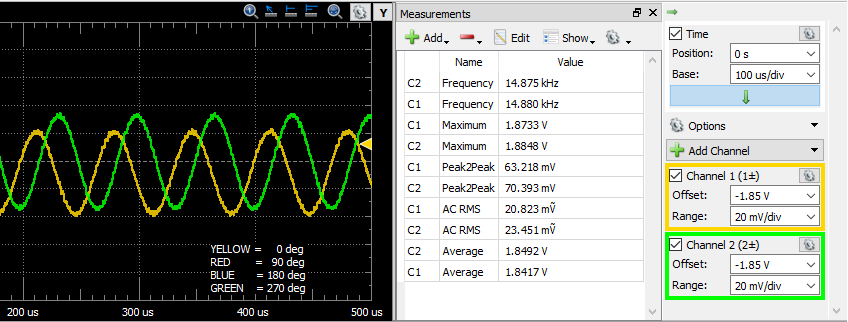 Y
YELLOW = 0 deg
RED = 90 deg
BLUE = 180 deg
GREEN = 270 deg
200 us 300 us 400 us 500 us
Measurements
Add Edit Show
Name Value
C2 Frequency 14.875 kHz
C1 Frequency 14.880 kHz
C1 Maximum 1.8733 V
C2 Maximum 1.8848 V
C1 Peak2Peak 63.218 mV
C2 Peak2Peak 70.393 mV
C1 AC RMS 20.823 mṼ
C2 AC RMS 23.451 mṼ
C2 Average 1.8492 V
C1 Average 1.8417 V
Time
Position: 0 s
Base: 100 us/div
Options
Add Channel
Channel 1 (1±)
Offset: -1.85 V
Range: 20 mV/div
Channel 2 (2±)
Offset: -1.85 V
Range: 20 mV/div